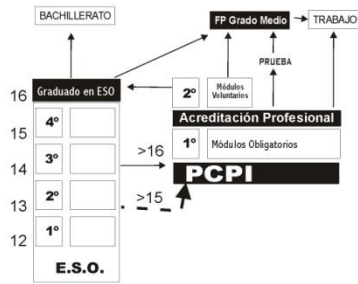 BACHILLERATO
FP Grado Medio
TRABAJO
PRUEBA
16
Graduado en ESO
2º
Módulos
Voluntarios
Acreditación Profesional
15
4º
1º
Módulos Obligatorios
>16
14
3º
PCPI
13
2º
>15
12
1º
E.S.O.